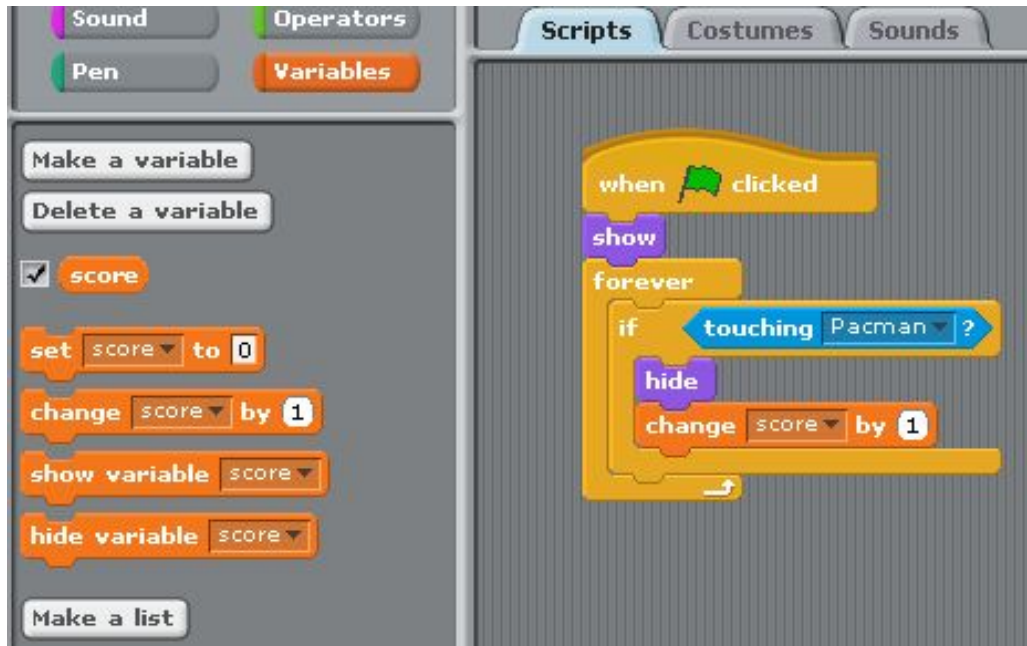 Sound Operators
Pen Variables
Make a variable
Delete a variable
score
set score to 0
change score by 1
show variable score
hide variable score
Make a list
Scripts Costumes Sounds
when clicked
show
forever
if touching Pacman ?
hide
change score by 1